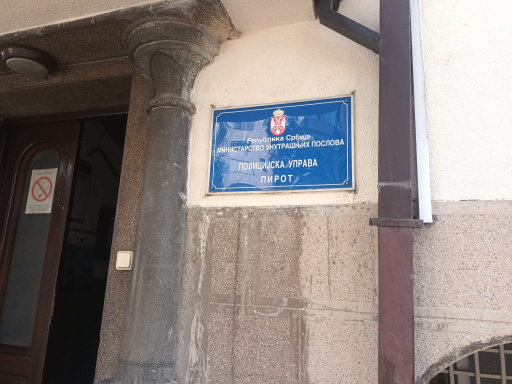 Република Србија
МИНИСТАРСТВО УНУТРАШЊИХ ПОСЛОВА
ПОЛИЦИЈСКА УПРАВА
ПИРОТ